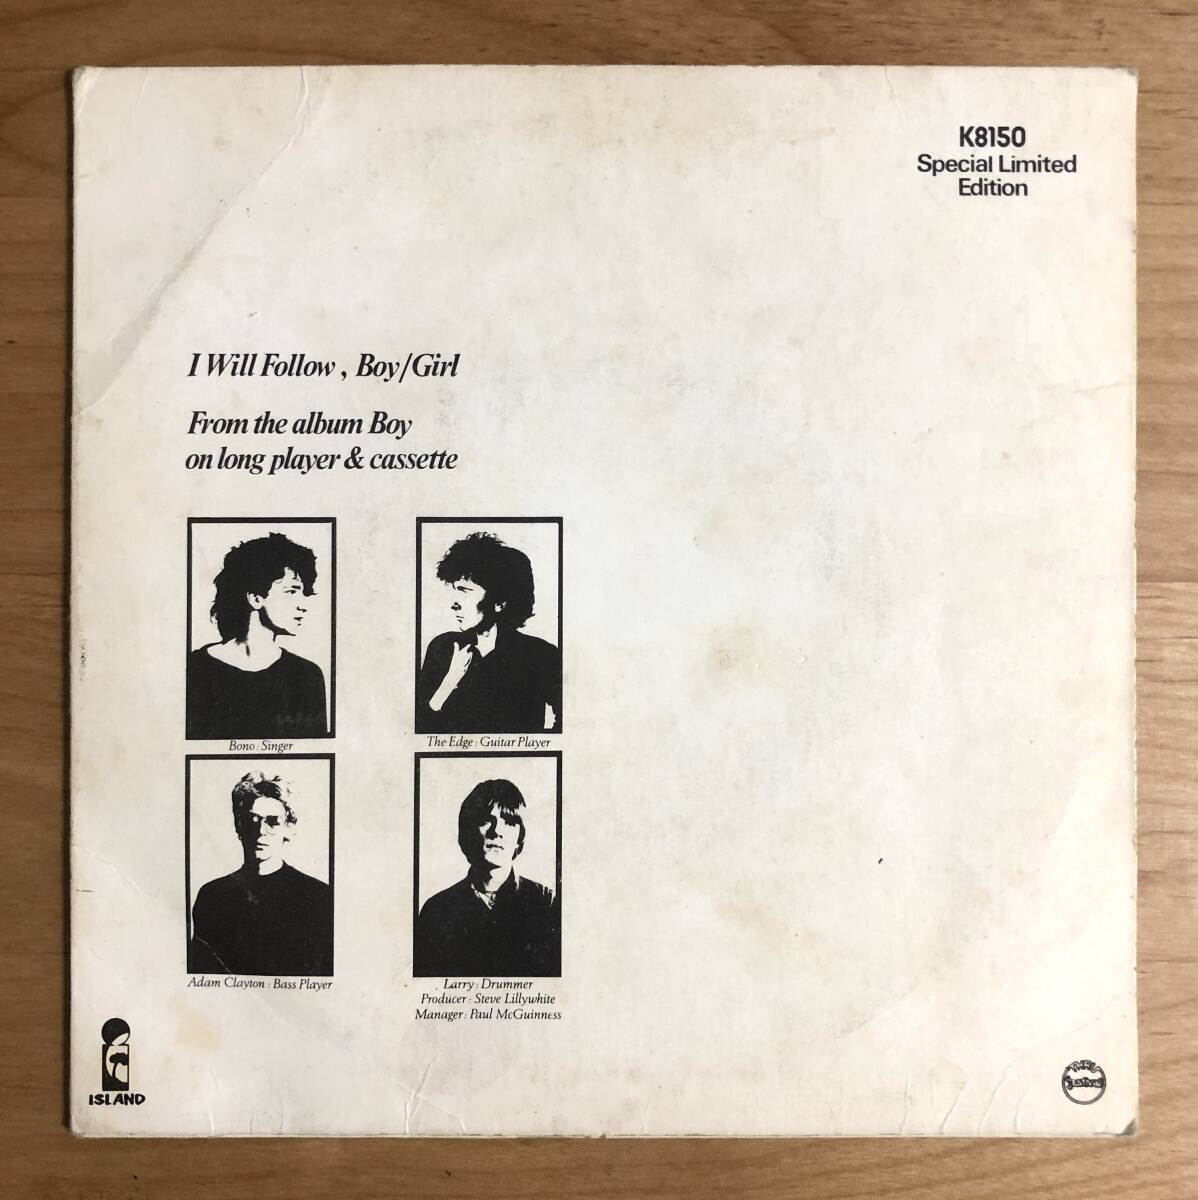 K8150
Special Limited
Edition
I Will Follow , Boy/Girl
From the album Boy
on long player & cassette
Bono : Singer
The Edge : Guitar Player
Adam Clayton : Bass Player
Larry : Drummer
Producer : Steve Lillywhite
Manager : Paul McGuinness
ISLAND